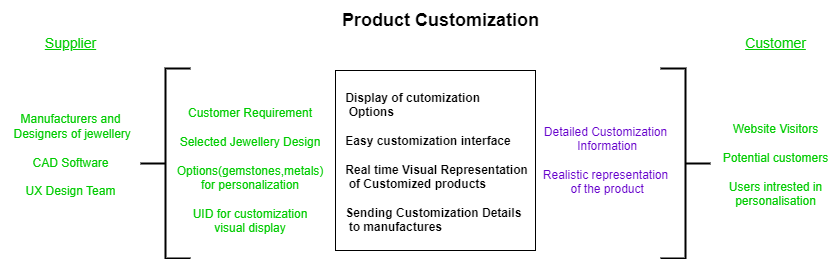 Product Customization
Supplier
Customer
Manufacturers and
Designers of jewellery
CAD Software
UX Design Team
Customer Requirement
Selected Jewellery Design
Options(gemstones,metals)
for personalization
UID for customization
visual display
Display of cutomization
Options
Easy customization interface
Real time Visual Representation
of Customized products
Sending Customization Details
to manufactures
Detailed Customization
Information
Realistic representation
of the product
Website Visitors
Potential customers
Users intrested in
personalisation